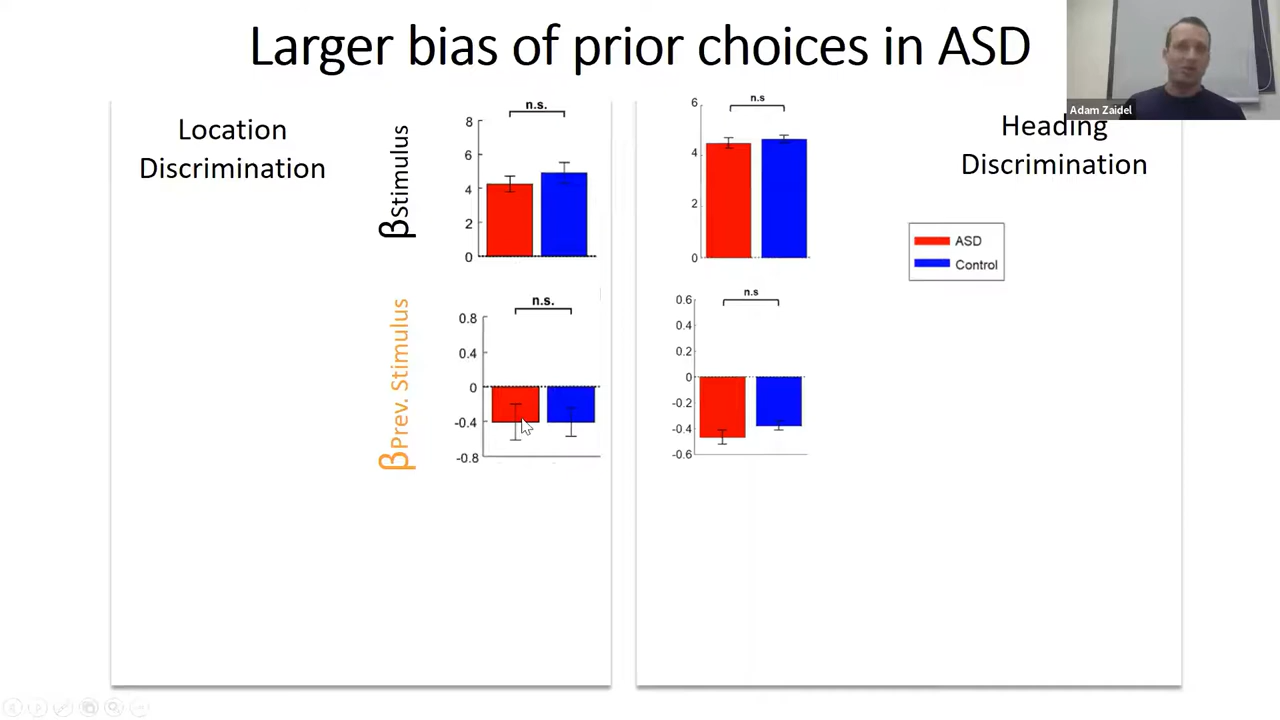 Larger bias of prior choices in ASD
Adam Zaidel
Location
Discrimination
βStimulus
n.s.
8
6
4
2
0
n.s
6
4
2
0
Heading
Discrimination
ASD
Control
βPrev. Stimulus
n.s.
0.8
0.4
0
-0.4
-0.8
n.s
0.6
0.4
0.2
0
-0.2
-0.4
-0.6